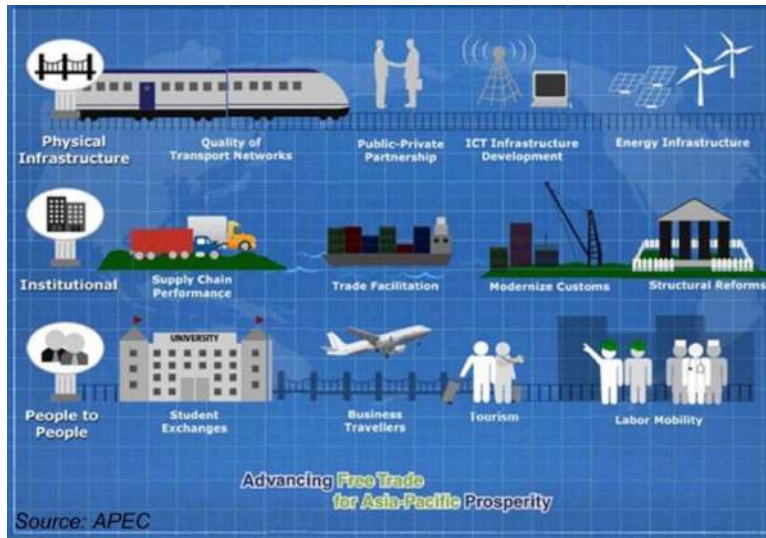 Physical
Infrastructure
Quality of
Transport Networks
Public-Private
Partnership
ICT Infrastructure
Development
Energy Infrastructure
Institutional
Supply Chain
Performance
Trade Facilitation
Modernize Customs
Structural Reforms
UNIVERSITY
People to
People
Student
Exchanges
Business
Travellers
Tourism
Labor Mobility
Advancing Free Trade
for Asia-Pacific Prosperity
Source: APEC